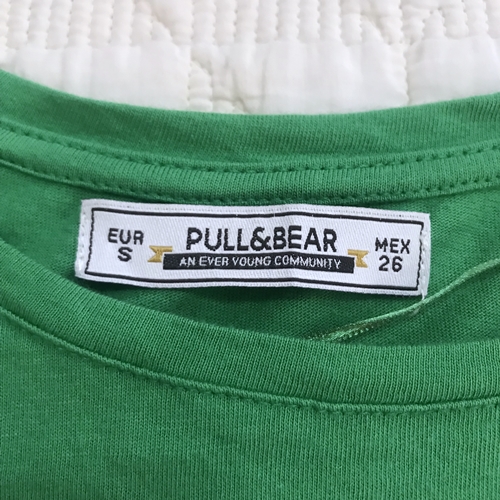 EUR
S
PULL&BEAR
AN EVER YOUNG COMMUNITY
MEX
26